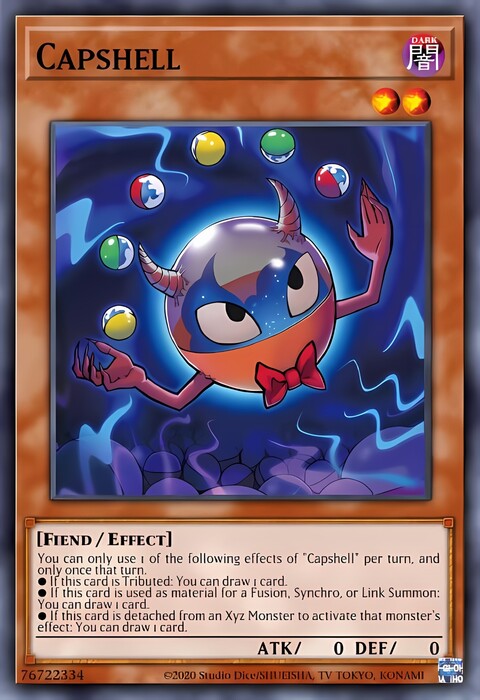 CAPSHELL
DARK
闇
[FIEND / EFFECT]
You can only use 1 of the following effects of "Capshell" per turn, and
only once that turn.
● If this card is Tributed: You can draw 1 card.
● If this card is used as material for a Fusion, Synchro, or Link Summon:
You can draw 1 card.
● If this card is detached from an Xyz Monster to activate that monster's
effect: You can draw 1 card.
ATK/ 0 DEF/ 0
76722334
©2020 Studio Dice/SHUEISHA, TV TOKYO, KONAMI